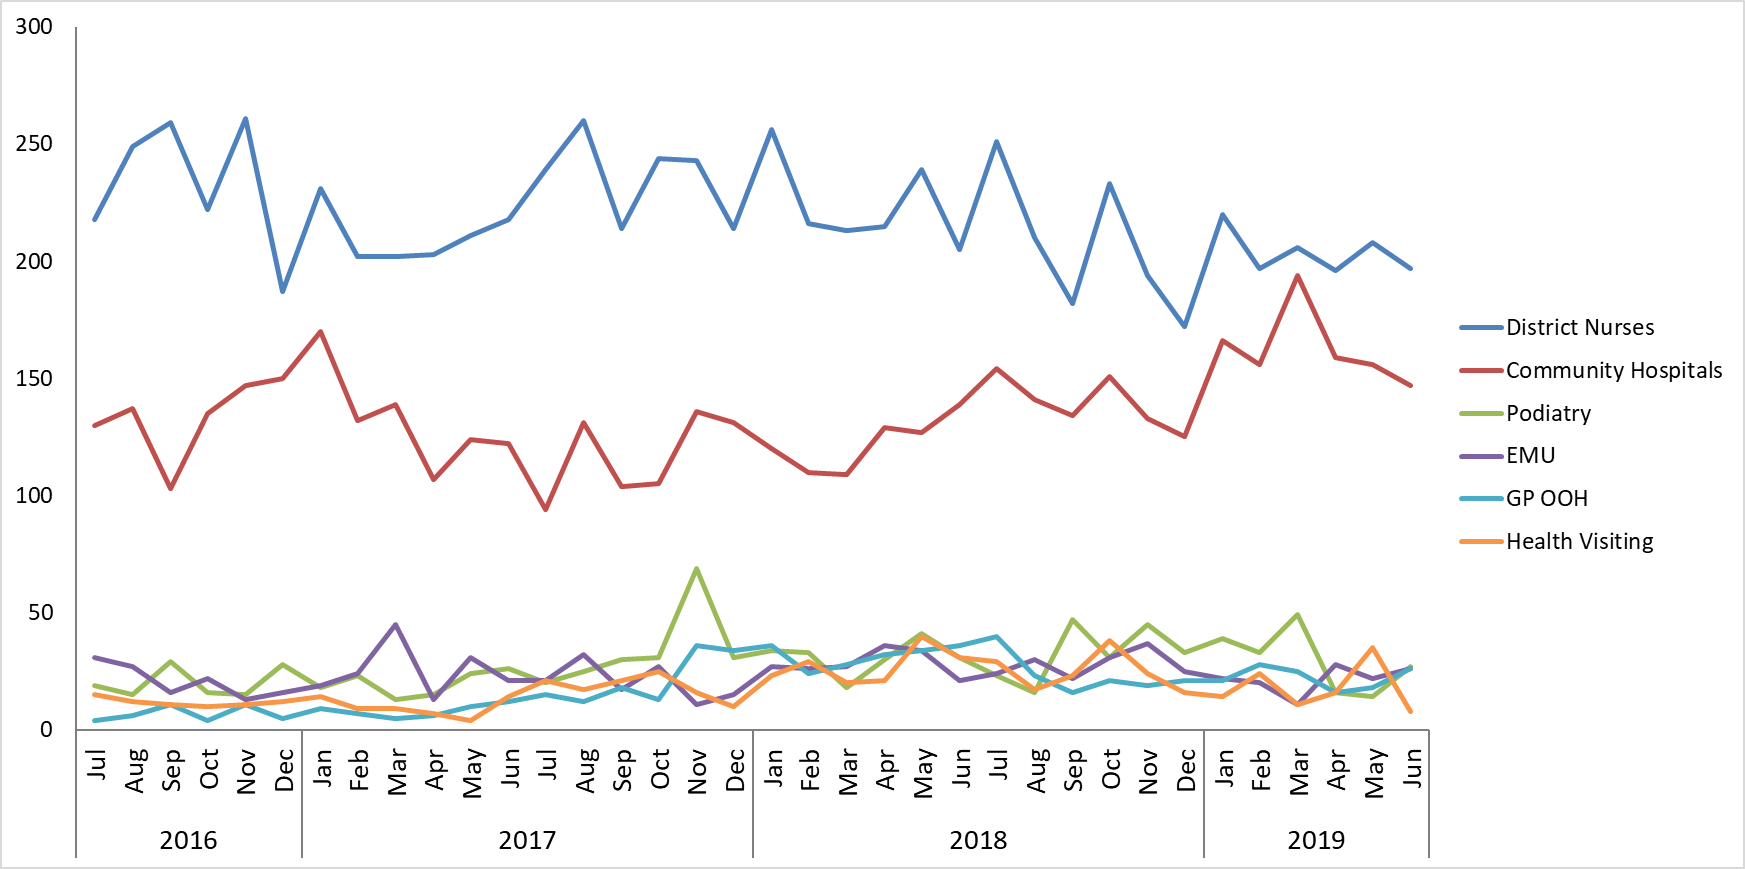 300
250
200
150
100
50
0
Jul Aug Sep Oct Nov Dec Jan Feb Mar Apr May Jun Jul Aug Sep Oct Nov Dec Jan Feb Mar Apr May Jun Jul Aug Sep Oct Nov Dec Jan Feb Mar Apr May Jun
2016 2017 2018 2019
District Nurses
Community Hospitals
Podiatry
EMU
GP OOH
Health Visiting